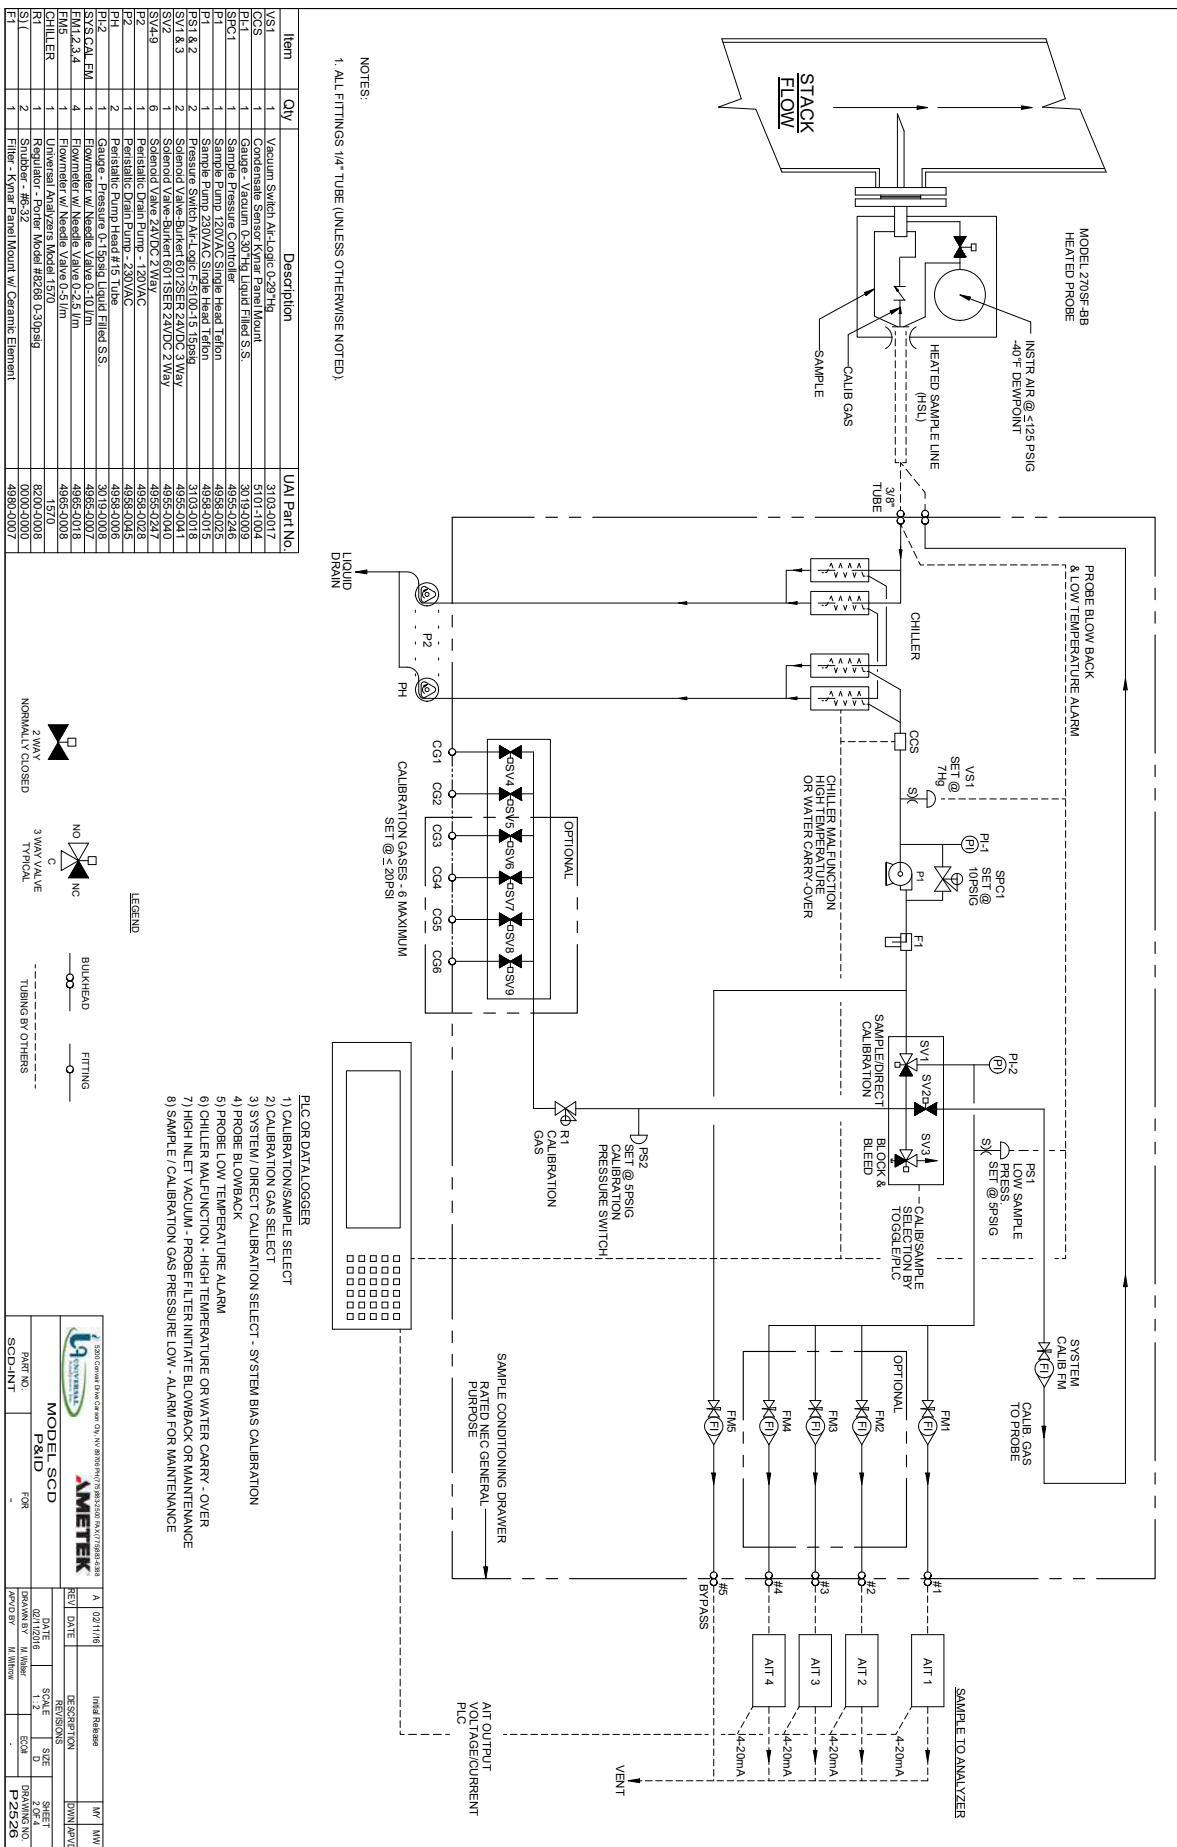 STACK
FLOW
MODEL 270SF-BB
HEATED PROBE
INSTR AIR @ ≤125 PSIG
-40°F DEWPOINT
HEATED SAMPLE LINE
(HSL)
CALIB GAS
SAMPLE
3/8"
TUBE
PROBE BLOW BACK
& LOW TEMPERATURE ALARM
CHILLER
CCS
VS1
SET @
7Hg
S
PI-1
PI
SPC1
SET @
10PSIG
P1
F1
CHILLER MALFUNCTION
HIGH TEMPERATURE
OR WATER CARRY-OVER
SAMPLE/DIRECT
CALIBRATION
SV1
SV2
SV3
PI-2
PI
S
PS1
LOW SAMPLE
PRESS.
SET @ 5PSIG
BLOCK &
BLEED
CALIB/SAMPLE
SELECTION BY
TOGGLE/PLC
SYSTEM
CALIB FM
FI
CALIB. GAS
TO PROBE
OPTIONAL
FM1
FI
FM2
FI
FM3
FI
FM4
FI
FM5
FI
#1
#2
#3
#4
#5
BYPASS
SAMPLE TO ANALYZER
AIT 1
AIT 2
AIT 3
AIT 4
4-20mA
4-20mA
4-20mA
4-20mA
VENT
AIT OUTPUT
VOLTAGE/CURRENT
PLC
SAMPLE CONDITIONING DRAWER
RATED NEC GENERAL
PURPOSE
LIQUID
DRAIN
P2
PH
OPTIONAL
SV4
SV5
SV6
SV7
SV8
SV9
CG1
CG2
CG3
CG4
CG5
CG6
CALIBRATION GASES - 6 MAXIMUM
SET @ ≤ 20PSI
R1
CALIBRATION
GAS
PS2
SET @ 5PSIG
CALIBRATION
PRESSURE SWITCH
PLC OR DATALOGGER
1) CALIBRATION/SAMPLE SELECT
2) CALIBRATION GAS SELECT
3) SYSTEM / DIRECT CALIBRATION SELECT - SYSTEM BIAS CALIBRATION
4) PROBE BLOWBACK
5) PROBE LOW TEMPERATURE ALARM
6) CHILLER MALFUNCTION - HIGH TEMPERATURE OR WATER CARRY - OVER
7) HIGH INLET VACUUM - PROBE FILTER INITIATE BLOWBACK OR MAINTENANCE
8) SAMPLE / CALIBRATION GAS PRESSURE LOW - ALARM FOR MAINTENANCE
NOTES:
1. ALL FITTINGS 1/4" TUBE (UNLESS OTHERWISE NOTED).
Item Qty Description UAI Part No.
VS1 1 Vacuum Switch Air-Logic 0-29"Hg 3103-0017
CCS 1 Condensate Sensor Kynar Panel Mount 5101-1004
PI-1 1 Gauge - Vacuum 0-30"Hg Liquid Filled S.S. 3019-0009
SPC1 1 Sample Pressure Controller 4955-0246
P1 1 Sample Pump 120VAC Single Head Teflon 4958-0025
P1 1 Sample Pump 230VAC Single Head Teflon 4958-0015
PS1 & 2 2 Pressure Switch Air-Logic F-5100-15 15psig 3103-0018
SV1 & 3 2 Solenoid Valve-Burkert 6012SER 24VDC 3 Way 4955-0041
SV2 1 Solenoid Valve-Burkert 6011SER 24VDC 2 Way 4955-0040
SV4-9 6 Solenoid Valve 24VDC 2 Way 4955-0247
P2 1 Peristaltic Drain Pump - 120VAC 4958-0028
P2 1 Peristaltic Drain Pump - 230VAC 4958-0045
PH 2 Peristaltic Pump Head #15 Tube 4958-0006
PI-2 1 Gauge - Pressure 0-15psig Liquid Filled S.S. 3019-0008
SYS CAL FM 1 Flowmeter w/ Needle Valve 0-10 l/m 4965-0007
FM1,2,3,4 4 Flowmeter w/ Needle Valve 0-2.5 l/m 4965-0018
FM5 1 Flowmeter w/ Needle Valve 0-5 l/m 4965-0008
CHILLER 1 Universal Analyzers Model 1570 1570
R1 1 Regulator - Porter Model #8268 0-30psig 8200-0008
S)( 2 Snubber - #6-32 0000-0000
F1 1 Filter - Kynar Panel Mount w/ Ceramic Element 4980-0007
LEGEND
2 WAY
NORMALLY CLOSED
NO
NC
C
3 WAY VALVE
TYPICAL
BULKHEAD
FITTING
TUBING BY OTHERS
UNIVERSAL
AMETEK
MODEL SCD
P&ID
PART NO.
SCD-INT
FOR
-
A 02/11/16 Initial Release MY MW
REV DATE DESCRIPTION DWN APVD
REVISIONS
DATE
02/11/2016
SCALE
1:2
SIZE
D
SHEET
2 OF 4
DRAWN BY
APVD BY M. Withrow
ECO#
-
DRAWING NO.
P2526